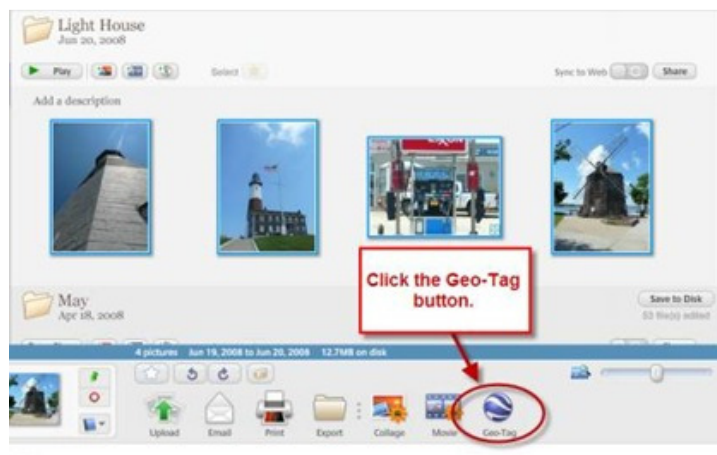 Light House
Jun 20, 2008
Play
Select
Sync to Web
Share
Add a description
EXXON
Click the Geo-Tag
button.
May
Apr 18, 2008
Save to Disk
53 file(s) edited
4 pictures Jun 19, 2008 to Jun 20, 2008 12.7MB on disk
Upload
Email
Print
Export
Collage
Movie
Geo-Tag